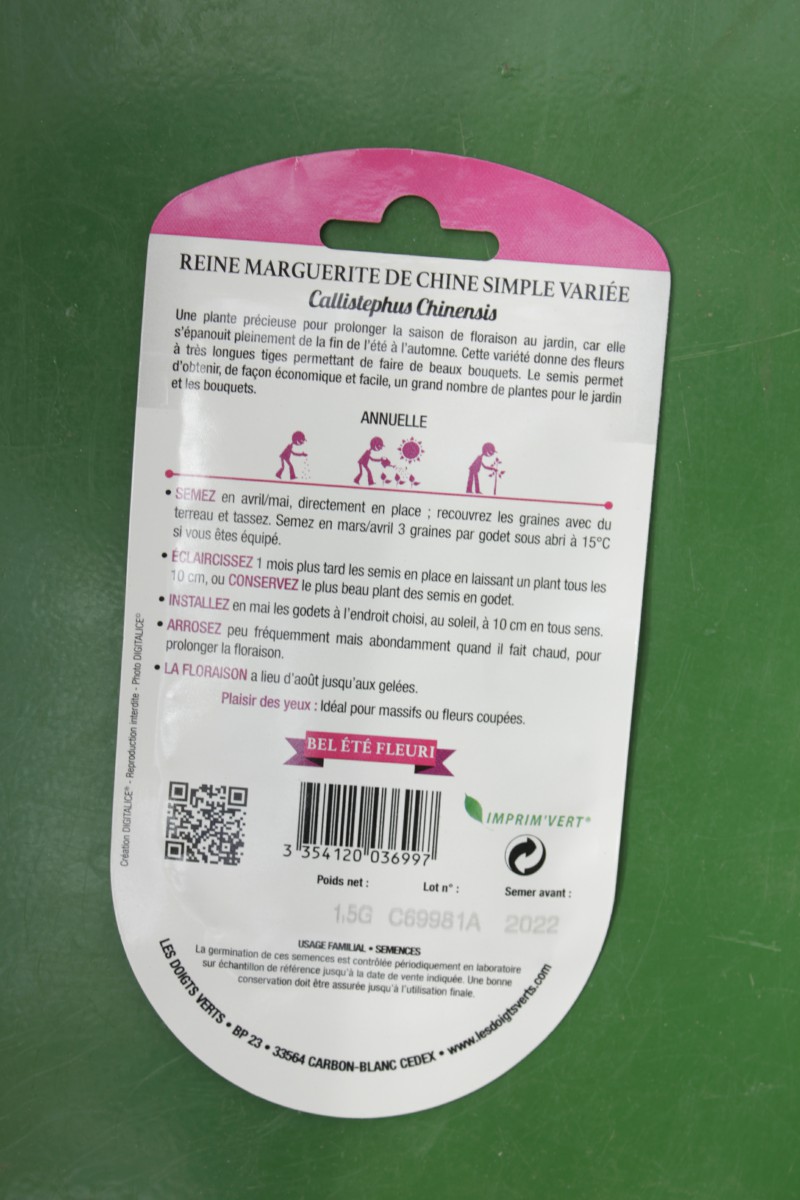 REINE MARGUERITE DE CHINE SIMPLE VARIÉE
Callistephus Chinensis
Une plante précieuse pour prolonger la saison de floraison au jardin, car elle
s'épanouit pleinement de la fin de l'été à l'automne. Cette variété donne des fleurs
à très longues tiges permettant de faire de beaux bouquets. Le semis permet
d'obtenir, de façon économique et facile, un grand nombre de plantes pour le jardin
et les bouquets.
ANNUELLE
• SEMEZ en avril/mai, directement en place ; recouvrez les graines avec du
terreau et tassez. Semez en mars/avril 3 graines par godet sous abri à 15°C
si vous êtes équipé.
• ECLAIRCISSEZ 1 mois plus tard les semis en place en laissant un plant tous les
10 cm, ou CONSERVEZ le plus beau plant des semis en godet.
• INSTALLEZ en mai les godets à l'endroit choisi, au soleil, à 10 cm en tous sens.
• ARROSEZ peu fréquemment mais abondamment quand il fait chaud, pour
prolonger la floraison.
• LA FLORAISON a lieu d'août jusqu'aux gelées.
Plaisir des yeux : Idéal pour massifs ou fleurs coupées.
BEL ÉTÉ FLEURI
Création DIGITALICE® - Reproduction interdite - Photo DIGITALICE®
IMPRIM'VERT®
3 354120 036997
Poids net : Lot n° : Semer avant :
1,5G C69981A 2022
USAGE FAMILIAL • SEMENCES
La germination de ces semences est contrôlée périodiquement en laboratoire
sur échantillon de référence jusqu'à la date de vente indiquée. Une bonne
conservation doit être assurée jusqu'à l'utilisation finale.
LES DOIGTS VERTS • BP 23 • 33564 CARBON-BLANC CEDEX • www.lesdoigtsverts.com